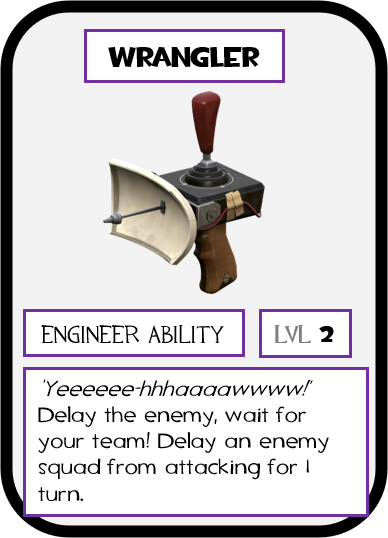 WRANGLER
ENGINEER ABILITY
LVL 2
'Yeeeeee-hhhaaaawwww!"
Delay the enemy, wait for
your team! Delay an enemy
squad from attacking for 1
turn.